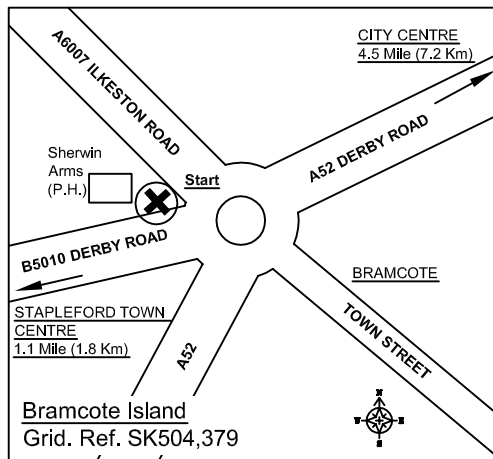 A6007 ILKESTON ROAD
CITY CENTRE
4.5 Mile (7.2 Km)
A52 DERBY ROAD
Sherwin
Arms
(P.H.)
Start
B5010 DERBY ROAD
BRAMCOTE
STAPLEFORD TOWN
CENTRE
1.1 Mile (1.8 Km)
A52
TOWN STREET
Bramcote Island
Grid. Ref. SK504,379
N
W
E
S